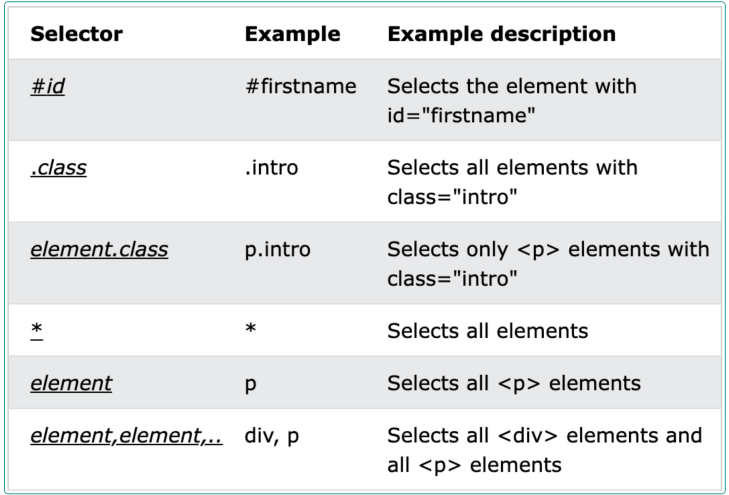 Selector Example Example description
#id #firstname Selects the element with
id="firstname"
.class .intro Selects all elements with
class="intro"
element.class p.intro Selects only <p> elements with
class="intro"
* * Selects all elements
element p Selects all <p> elements
element,element,.. div, p Selects all <div> elements and
all <p> elements